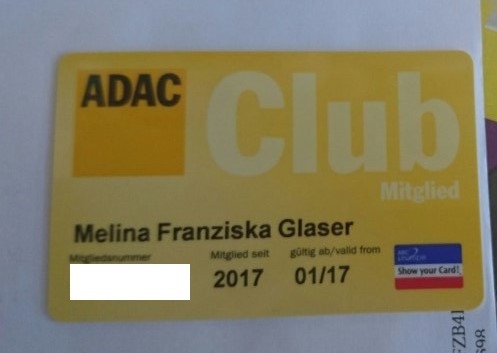 ADAC
Club
Mitglied
Melina Franziska Glaser
Mitgliedsnummer
Mitglied seit
gültig ab/valid from
2017
01/17
Show your Card!